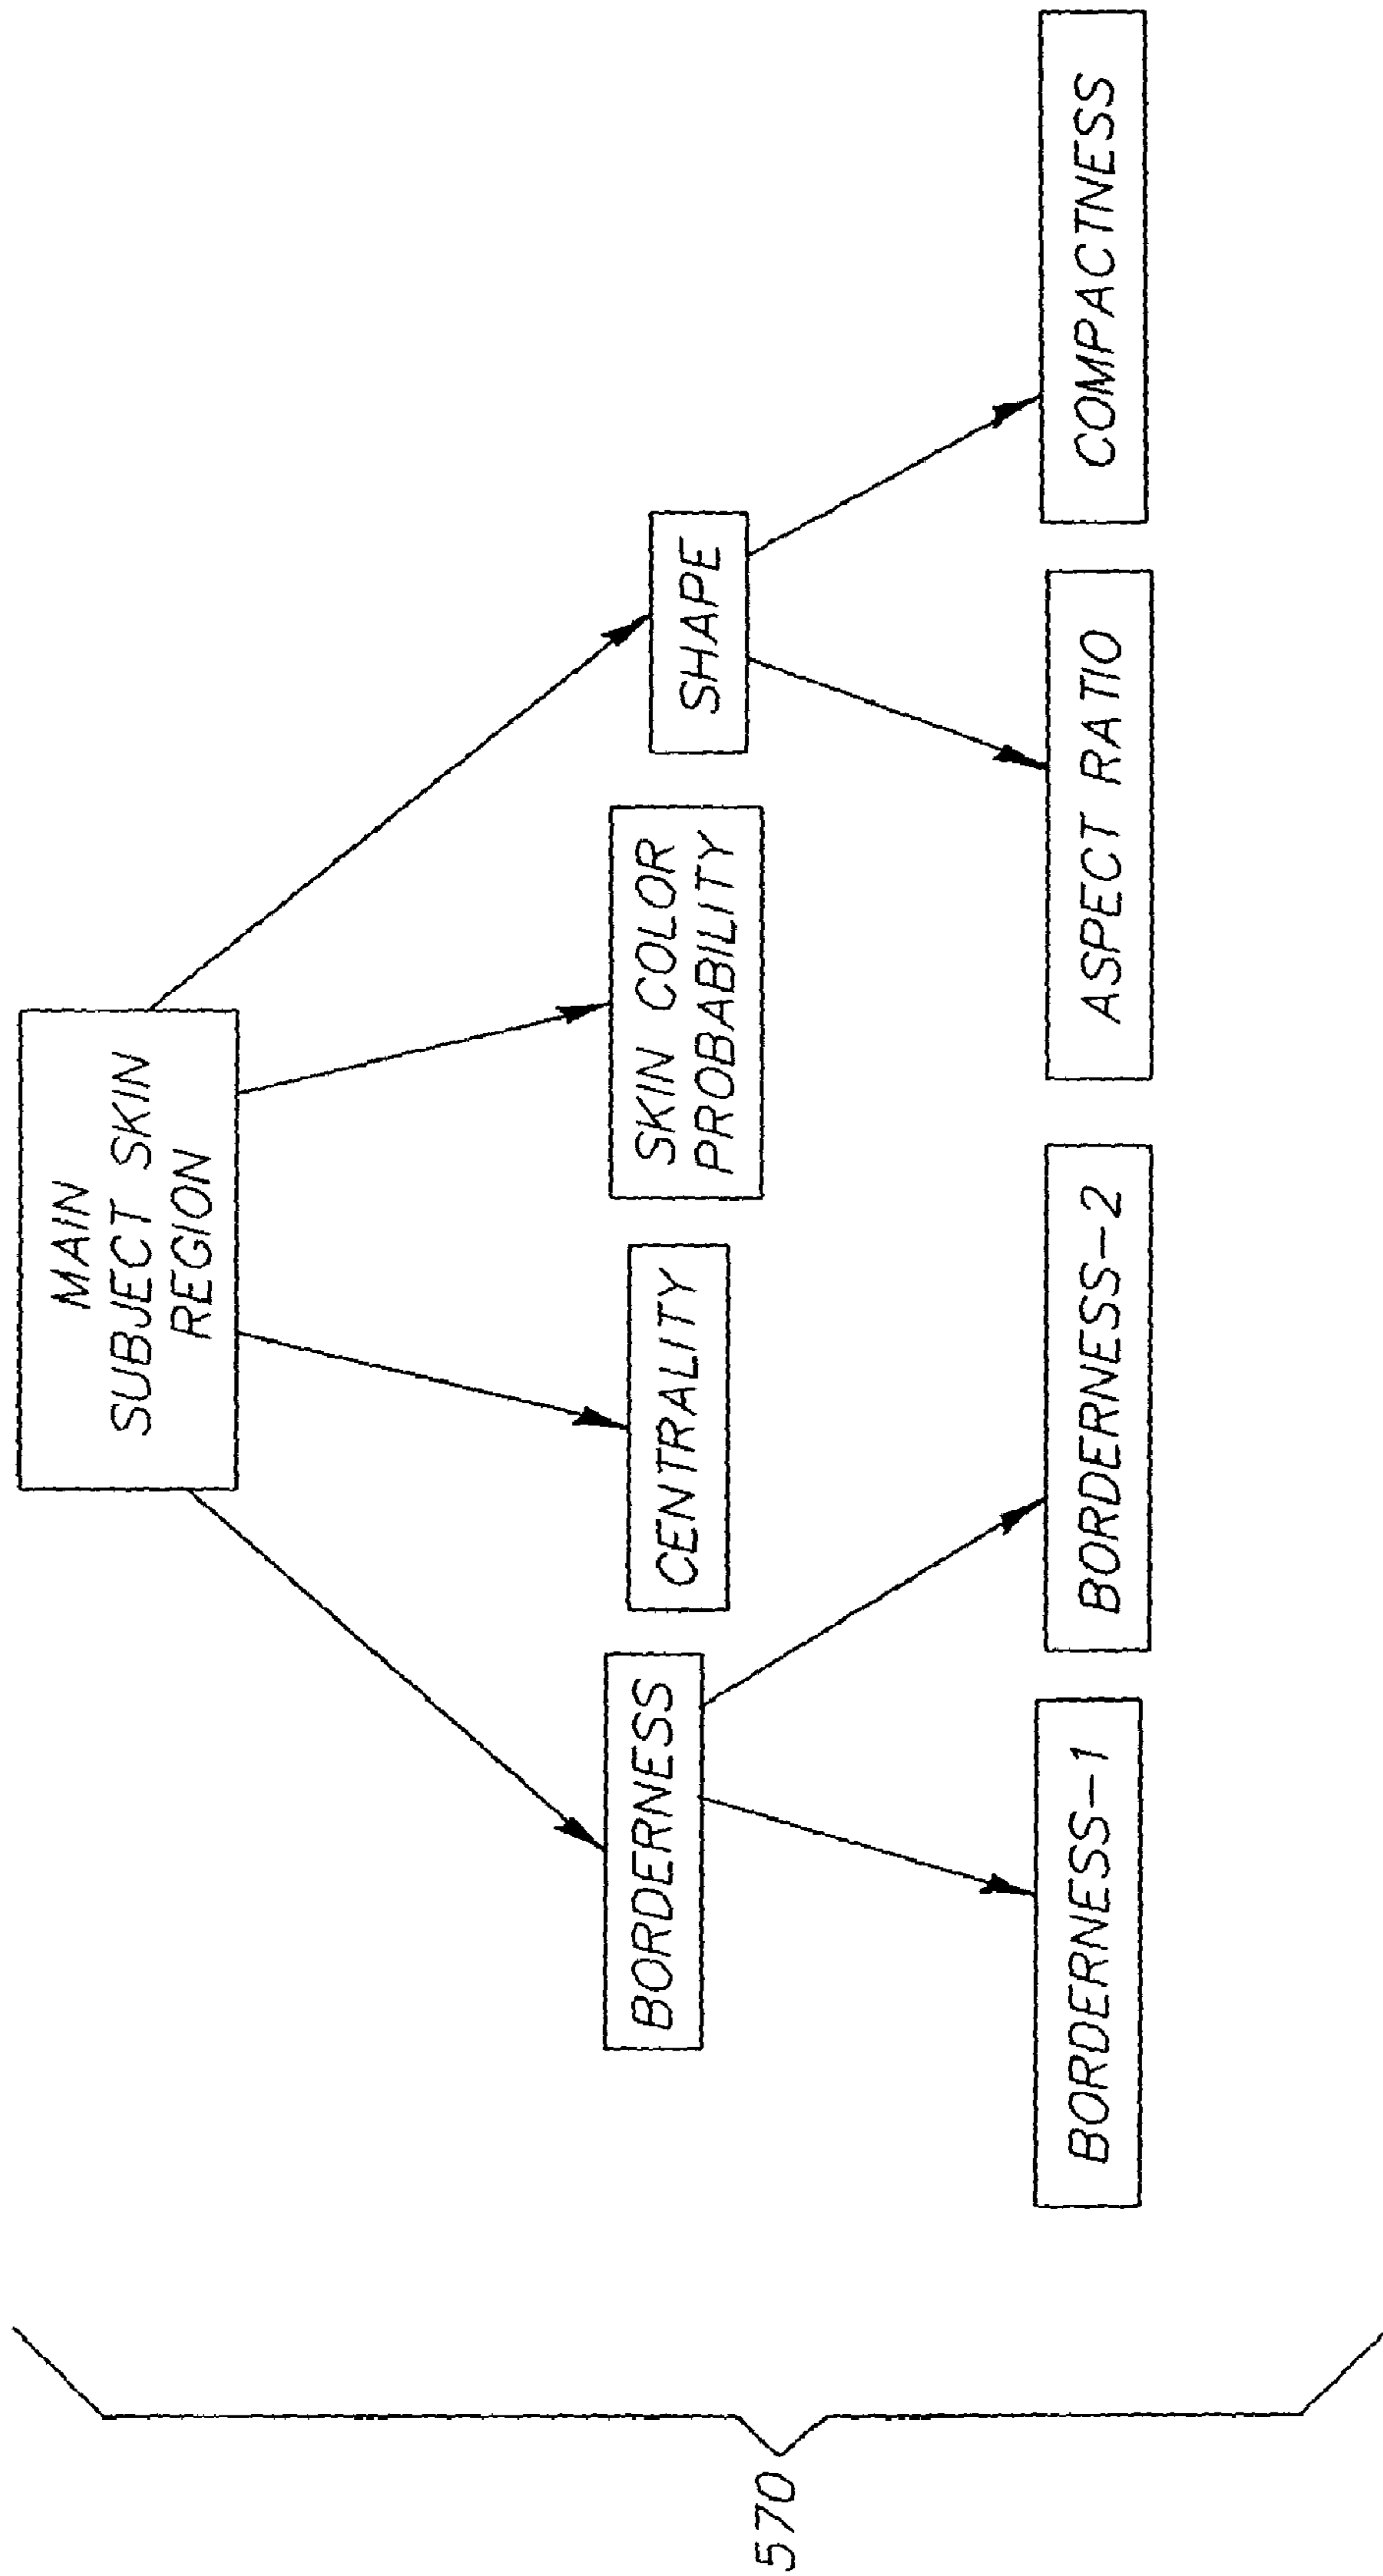 MAIN
SUBJECT SKIN
REGION
BORDERNESS
CENTRALITY
SKIN COLOR
PROBABILITY
SHAPE
BORDERNESS-1
BORDERNESS-2
ASPECT RATIO
COMPACTNESS
570